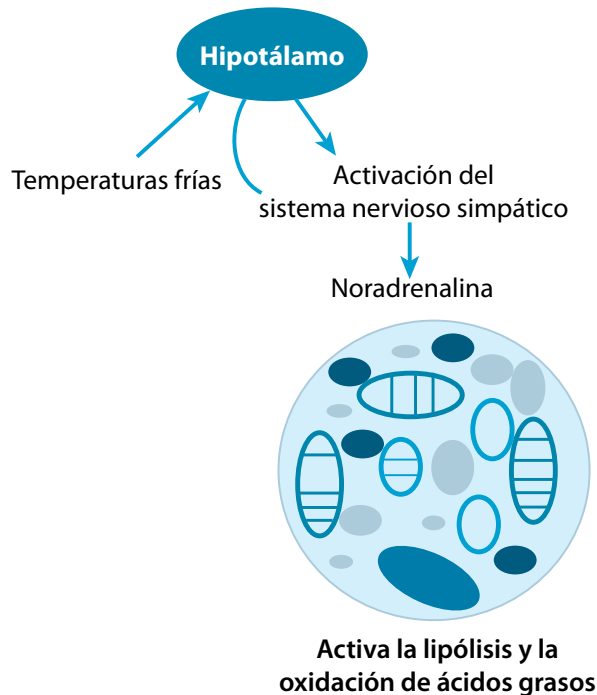 Hipotálamo
Temperaturas frías
Activación del
sistema nervioso simpático
Noradrenalina
Activa la lipólisis y la
oxidación de ácidos grasos